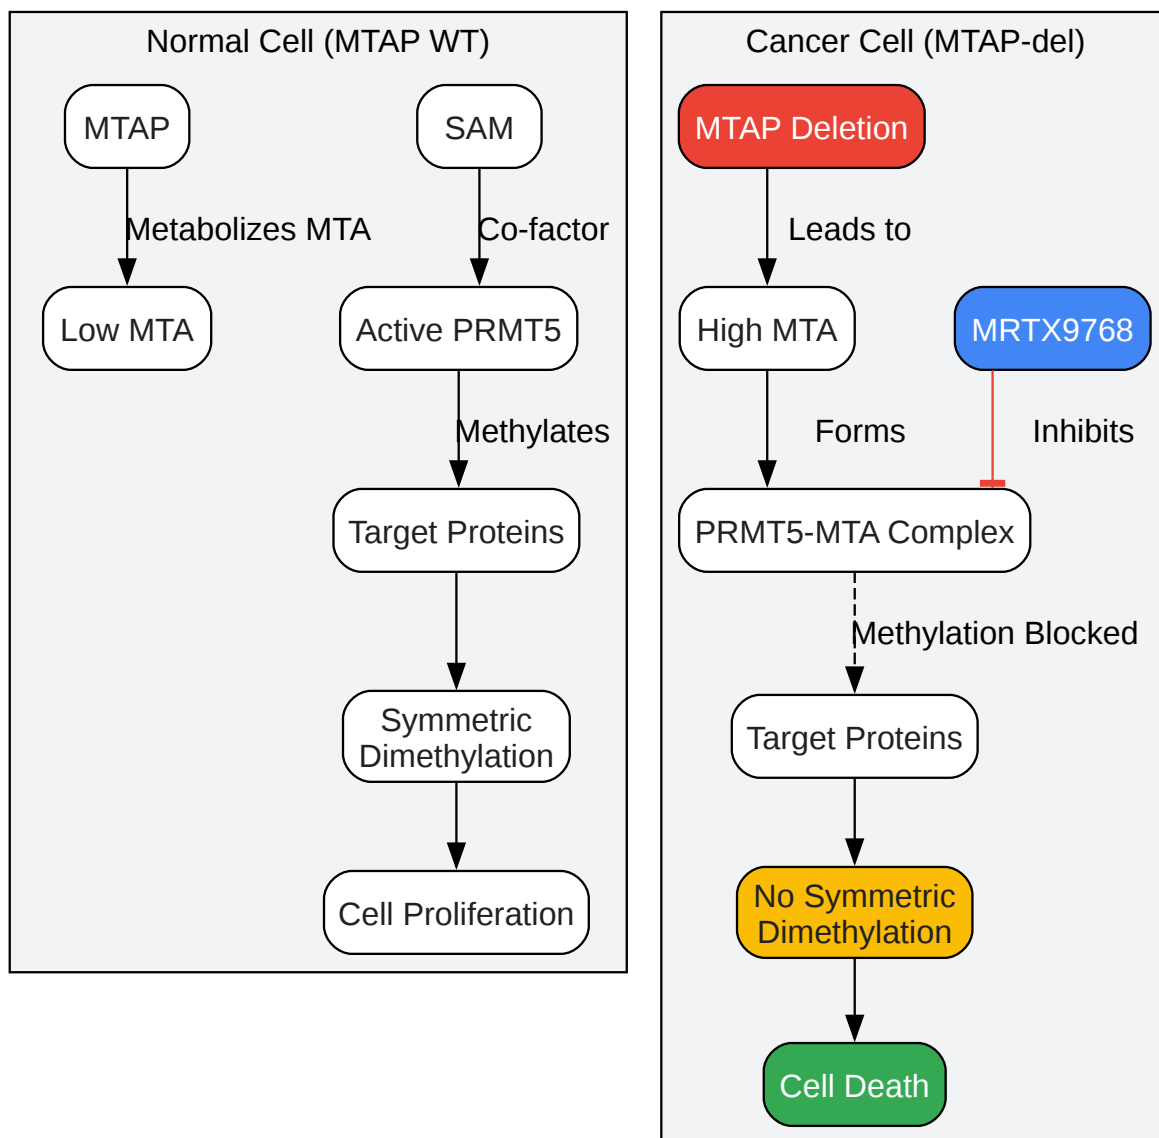 Normal Cell (MTAP WT)
MTAP
SAM
Metabolizes MTA
Co-factor
Low MTA
Active PRMT5
Methylates
Target Proteins
Symmetric
Dimethylation
Cell Proliferation
Cancer Cell (MTAP-del)
MTAP Deletion
Leads to
High MTA
MRTX9768
Forms
Inhibits
PRMT5-MTA Complex
Methylation Blocked
Target Proteins
No Symmetric
Dimethylation
Cell Death